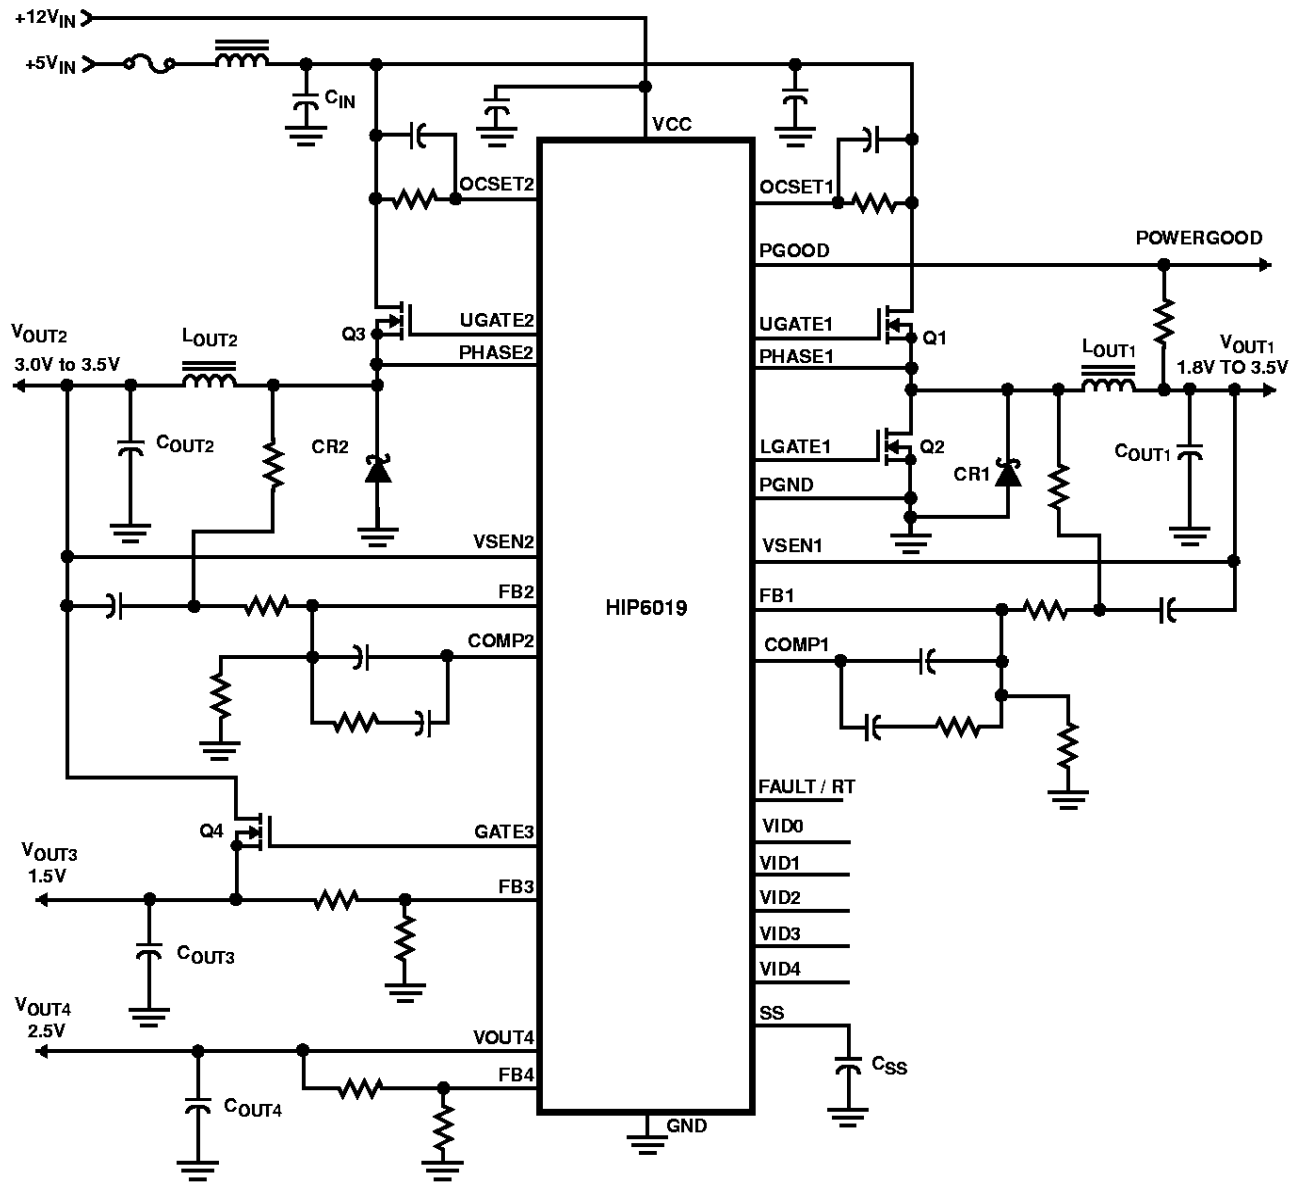 +12VIN
+5VIN
CIN
VCC
OCSET2
OCSET1
PGOOD
POWERGOOD
UGATE2
Q3
PHASE2
UGATE1
Q1
PHASE1
VOUT2
3.0V to 3.5V
LOUT2
LOUT1
VOUT1
1.8V TO 3.5V
COUT2
CR2
LGATE1
Q2
PGND
CR1
COUT1
VSEN2
VSEN1
FB2
HIP6019
FB1
COMP2
COMP1
FAULT / RT
Q4
GATE3
VID0
VOUT3
1.5V
FB3
VID1
VID2
VID3
VID4
COUT3
VOUT4
2.5V
VOUT4
SS
FB4
COUT4
CSS
GND